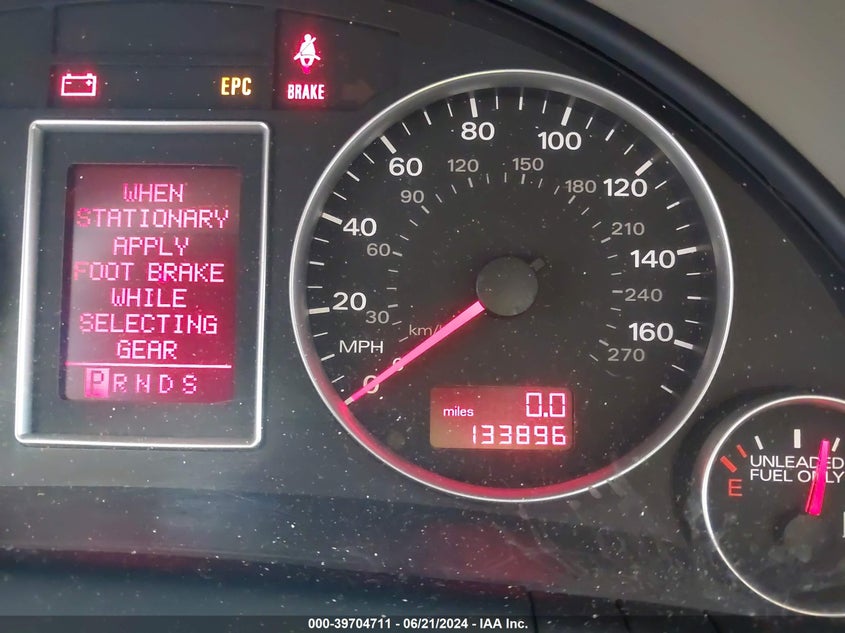 EPC
BRAKE
WHEN
STATIONARY
APPLY
FOOT BRAKE
WHILE
SELECTING
GEAR
P R N D S
0 20 40 60 80 100 120 140 160
MPH
0 30 60 90 120 150 180 210 240 270
km/h
miles 0.0
133896
UNLEADED
FUEL ONLY
E
000-39704711 - 06/21/2024 - IAA Inc.